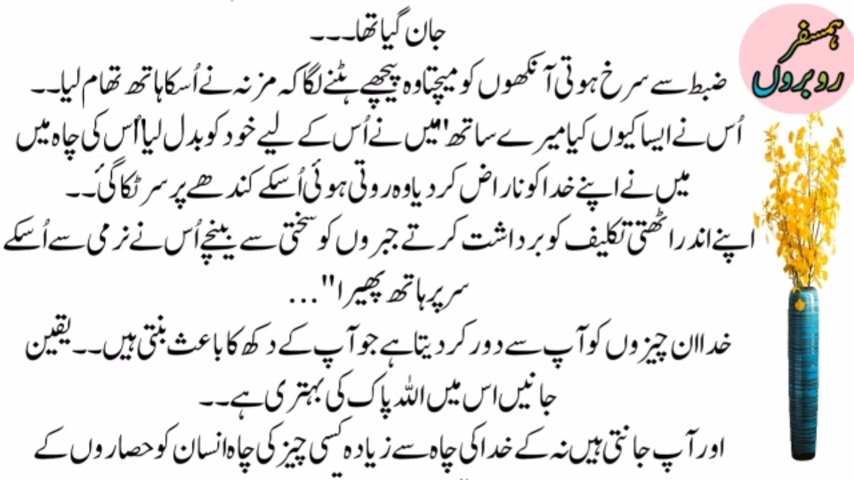 ہمسفر
روبروں
جان گیا تھا۔۔۔
ضبط سے سرخ ہوتی آنکھوں کو میچتا وہ پیچھے ہٹنے لگا کہ مزنہ نے اُسکا ہاتھ تھام لیا۔۔
اُس نے ایسا کیوں کیا میرے ساتھ"میں نے اُس کے لیے خود کو بدل لیا"اُس کی چاہ میں
میں نے اپنے خدا کو ناراض کر دیا وہ روتی ہوئی اُسکے کندھے پر سر ٹکا گئی۔۔
اپنے اندر اٹھتی تکلیف کو برداشت کرتے جبروں کو سختی سے بینچے اُس نے نرمی سے اُسکے
سر پر ہاتھ پھیرا"...
خدا ان چیزوں کو آپ سے دور کر دیتا ہے جو آپ کے دکھ کا باعث بنتی ہیں۔۔ یقین
جانیں اس میں اللہ پاک کی بہتری ہے۔۔
اور آپ جانتی ہیں نہ کے خدا کی چاہ سے زیادہ کسی چیز کی چاہ انسان کو حصاروں کے